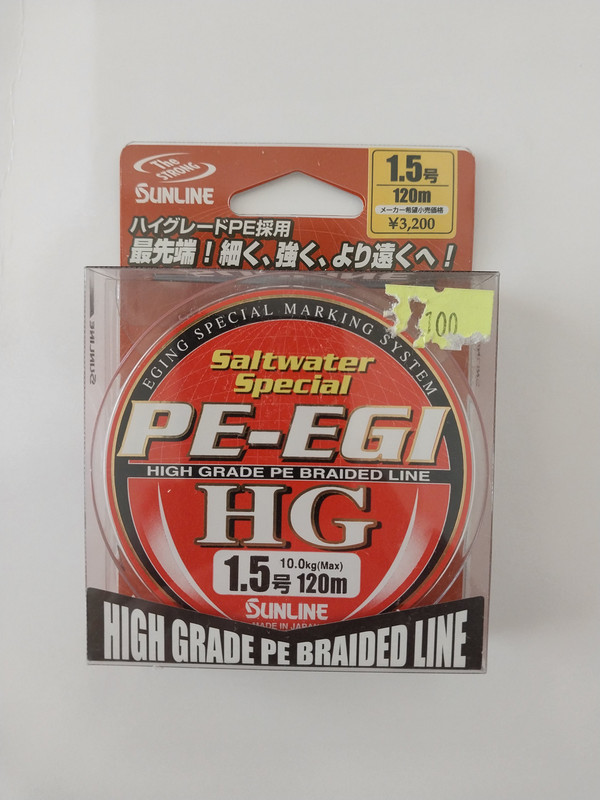 The
STRONG
SUNLINE
1.5号
120m
メーカー希望小売価格
¥3,200
ハイグレードPE採用
最先端！細く、強く、より遠くへ！
SUNLINE
100
EGING SPECIAL MARKING SYSTEM
Saltwater
Special
PE-EGI
HIGH GRADE PE BRAIDED LINE
HG
10.0kg(Max)
1.5号 120m
SUNLINE
MADE IN JAPAN
HIGH GRADE PE BRAIDED LINE